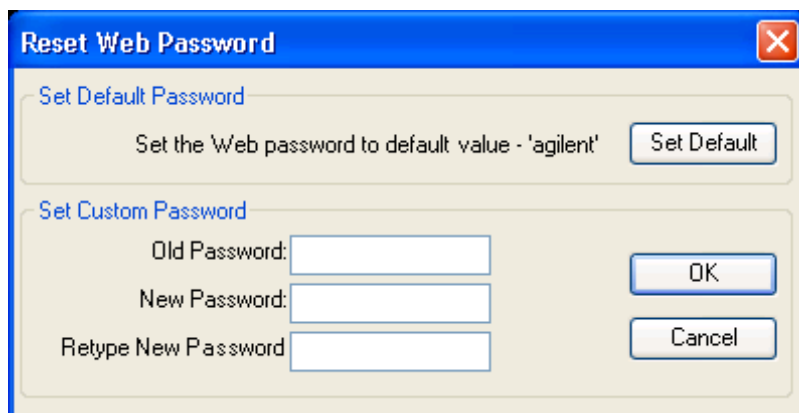 Reset Web Password
Set Default Password
Set the Web password to default value - 'agilent'
Set Default
Set Custom Password
Old Password:
OK
New Password:
Cancel
Retype New Password